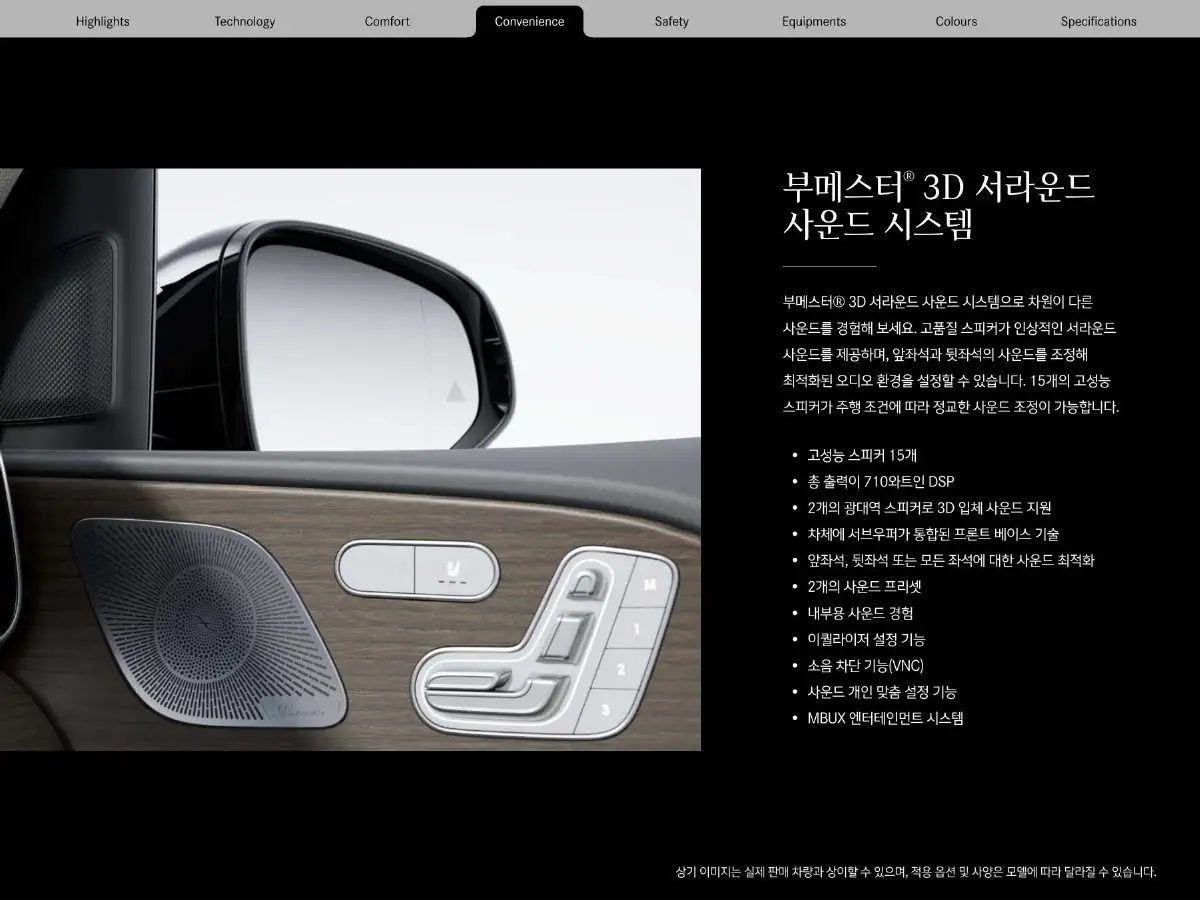 Highlights
Technology
Comfort
Convenience
Safety
Equipments
Colours
Specifications
부메스터® 3D 서라운드
사운드 시스템
부메스터® 3D 서라운드 사운드 시스템으로 차원이 다른
사운드를 경험해 보세요. 고품질 스피커가 인상적인 서라운드
사운드를 제공하며, 앞좌석과 뒷좌석의 사운드를 조정해
최적화된 오디오 환경을 설정할 수 있습니다. 15개의 고성능
스피커가 주행 조건에 따라 정교한 사운드 조정이 가능합니다.
• 고성능 스피커 15개
• 총 출력이 710와트인 DSP
• 2개의 광대역 스피커로 3D 입체 사운드 지원
• 차체에 서브우퍼가 통합된 프론트 베이스 기술
• 앞좌석, 뒷좌석 또는 모든 좌석에 대한 사운드 최적화
• 2개의 사운드 프리셋
• 내부용 사운드 경험
• 이퀄라이저 설정 기능
• 소음 차단 기능(VNC)
• 사운드 개인 맞춤 설정 기능
• MBUX 엔터테인먼트 시스템
M
1
2
3
상기 이미지는 실제 판매 차량과 상이할 수 있으며, 적용 옵션 및 사양은 모델에 따라 달라질 수 있습니다.